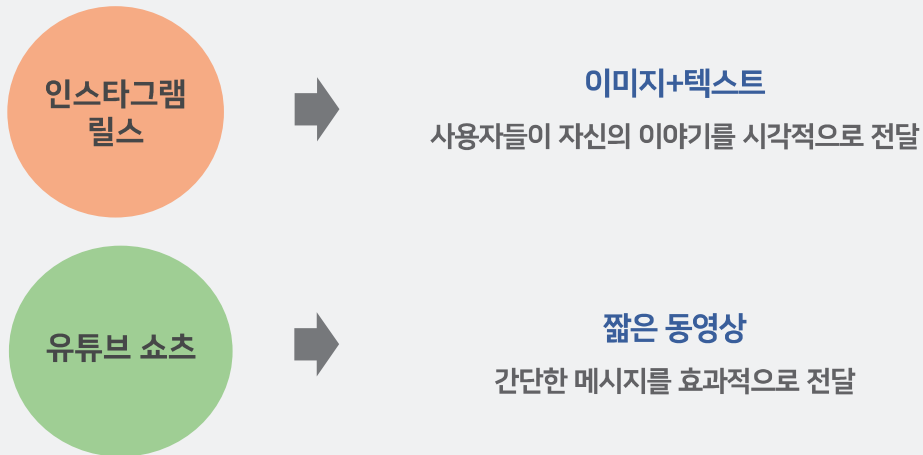 인스타그램
릴스
이미지+텍스트
사용자들이 자신의 이야기를 시각적으로 전달
유튜브 쇼츠
짧은 동영상
간단한 메시지를 효과적으로 전달